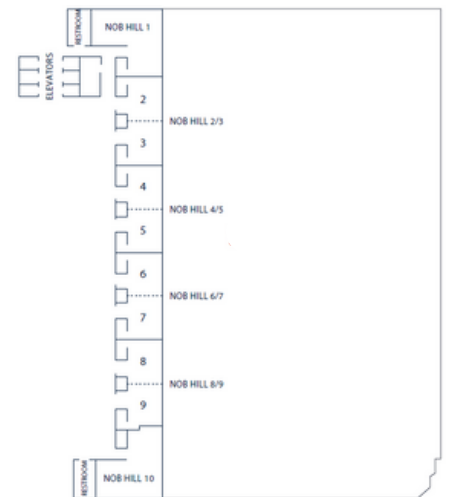 RESTROOM
NOB HILL 1
ELEVATORS
2
NOB HILL 2/3
3
4
NOB HILL 4/5
5
6
NOB HILL 6/7
7
8
NOB HILL 8/9
9
RESTROOM
NOB HILL 10